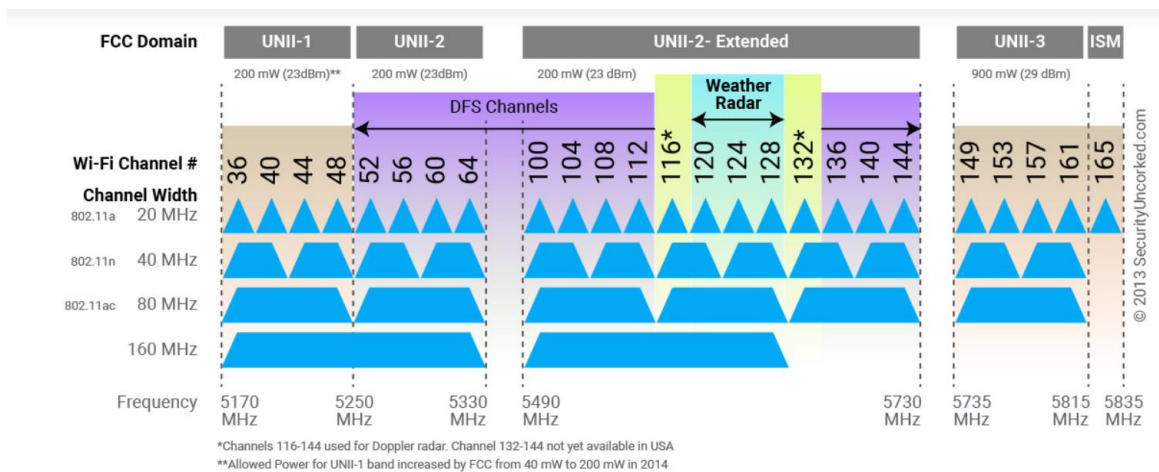 FCC Domain UNII-1 UNII-2 UNII-2- Extended UNII-3 ISM
200 mW (23dBm)** 200 mW (23dBm) 200 mW (23 dBm) 900 mW (29 dBm)
DFS Channels
Weather
Radar
Wi-Fi Channel # 36 40 44 48 52 56 60 64 100 104 108 112 116* 120 124 128 132* 136 140 144 149 153 157 161 165
Channel Width
802.11a 20 MHz
802.11n 40 MHz
802.11ac 80 MHz
160 MHz
Frequency 5170 5250 5330 5490 5730 5735 5815 5835
MHz MHz MHz MHz MHz MHz MHz MHz
*Channels 116-144 used for Doppler radar. Channel 132-144 not yet available in USA
**Allowed Power for UNII-1 band increased by FCC from 40 mW to 200 mW in 2014
© 2013 SecurityUncorked.com